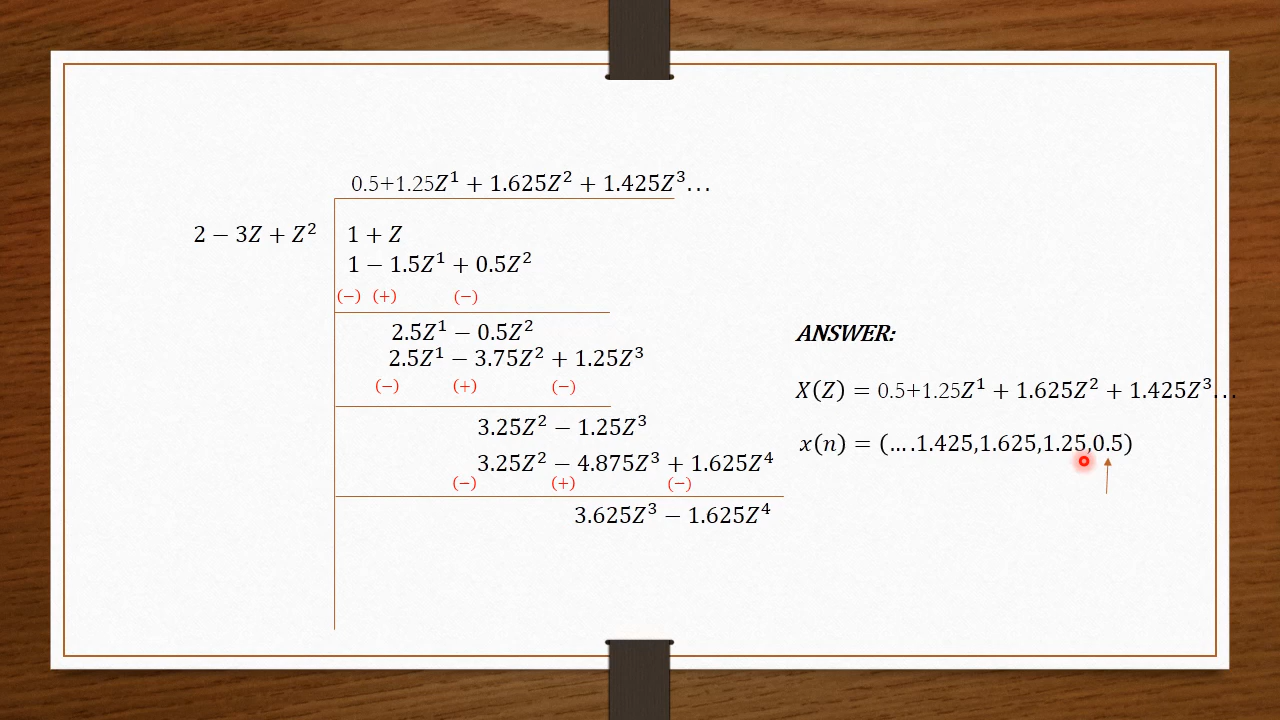 0.5+1.25Z¹ + 1.625Z² + 1.425Z³...
2 − 3Z + Z² 1 + Z
1 − 1.5Z¹ + 0.5Z²
(−) (+) (−)
2.5Z¹ − 0.5Z²
2.5Z¹ − 3.75Z² + 1.25Z³
(−) (+) (−)
3.25Z² − 1.25Z³
3.25Z² − 4.875Z³ + 1.625Z⁴
(−) (+) (−)
3.625Z³ − 1.625Z⁴
ANSWER:
X(Z) = 0.5+1.25Z¹ + 1.625Z² + 1.425Z³...
x(n) = (... .1.425,1.625,1.25,0.5)